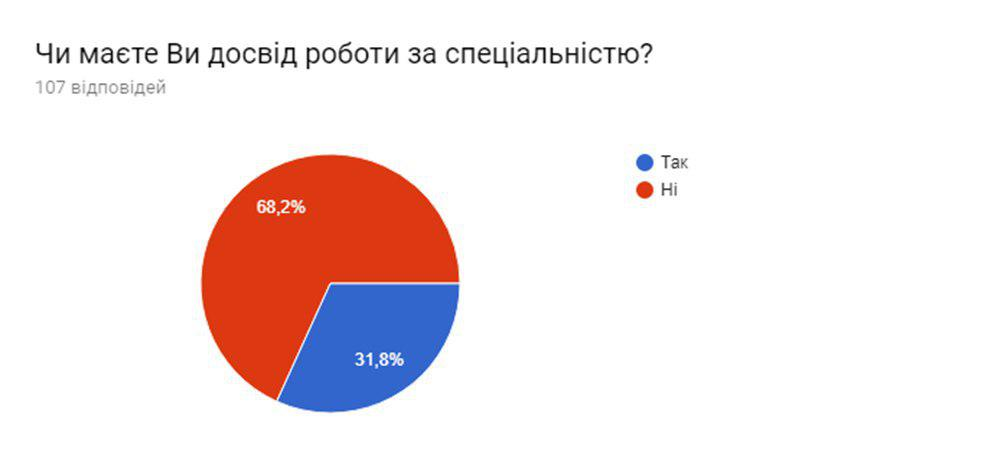 Чи маєте Ви досвід роботи за спеціальністю?
107 відповідей
Так
Ні
68,2%
31,8%